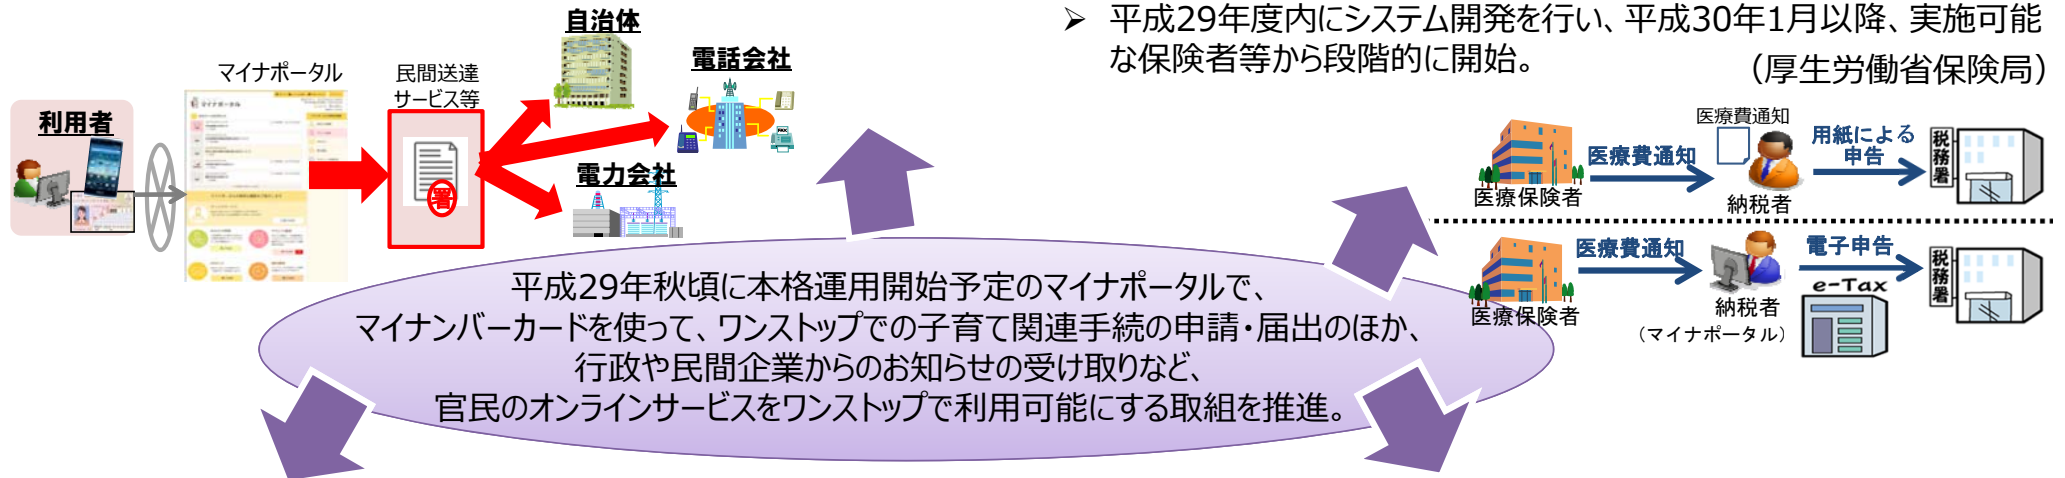 自治体
電話会社
マイナポータル
民間送達
サービス等
利用者
電力会社
署
➢ 平成29年度内にシステム開発を行い、平成30年1月以降、実施可能
な保険者等から段階的に開始。
（厚生労働省保険局）
医療費通知
医療費通知
用紙による
申告
税務署
医療保険者
納税者
医療費通知
電子申告
税務署
e-Tax
医療保険者
納税者
（マイナポータル）
平成29年秋頃に本格運用開始予定のマイナポータルで、
マイナンバーカードを使って、ワンストップでの子育て関連手続の申請・届出のほか、
行政や民間企業からのお知らせの受け取りなど、
官民のオンラインサービスをワンストップで利用可能にする取組を推進。